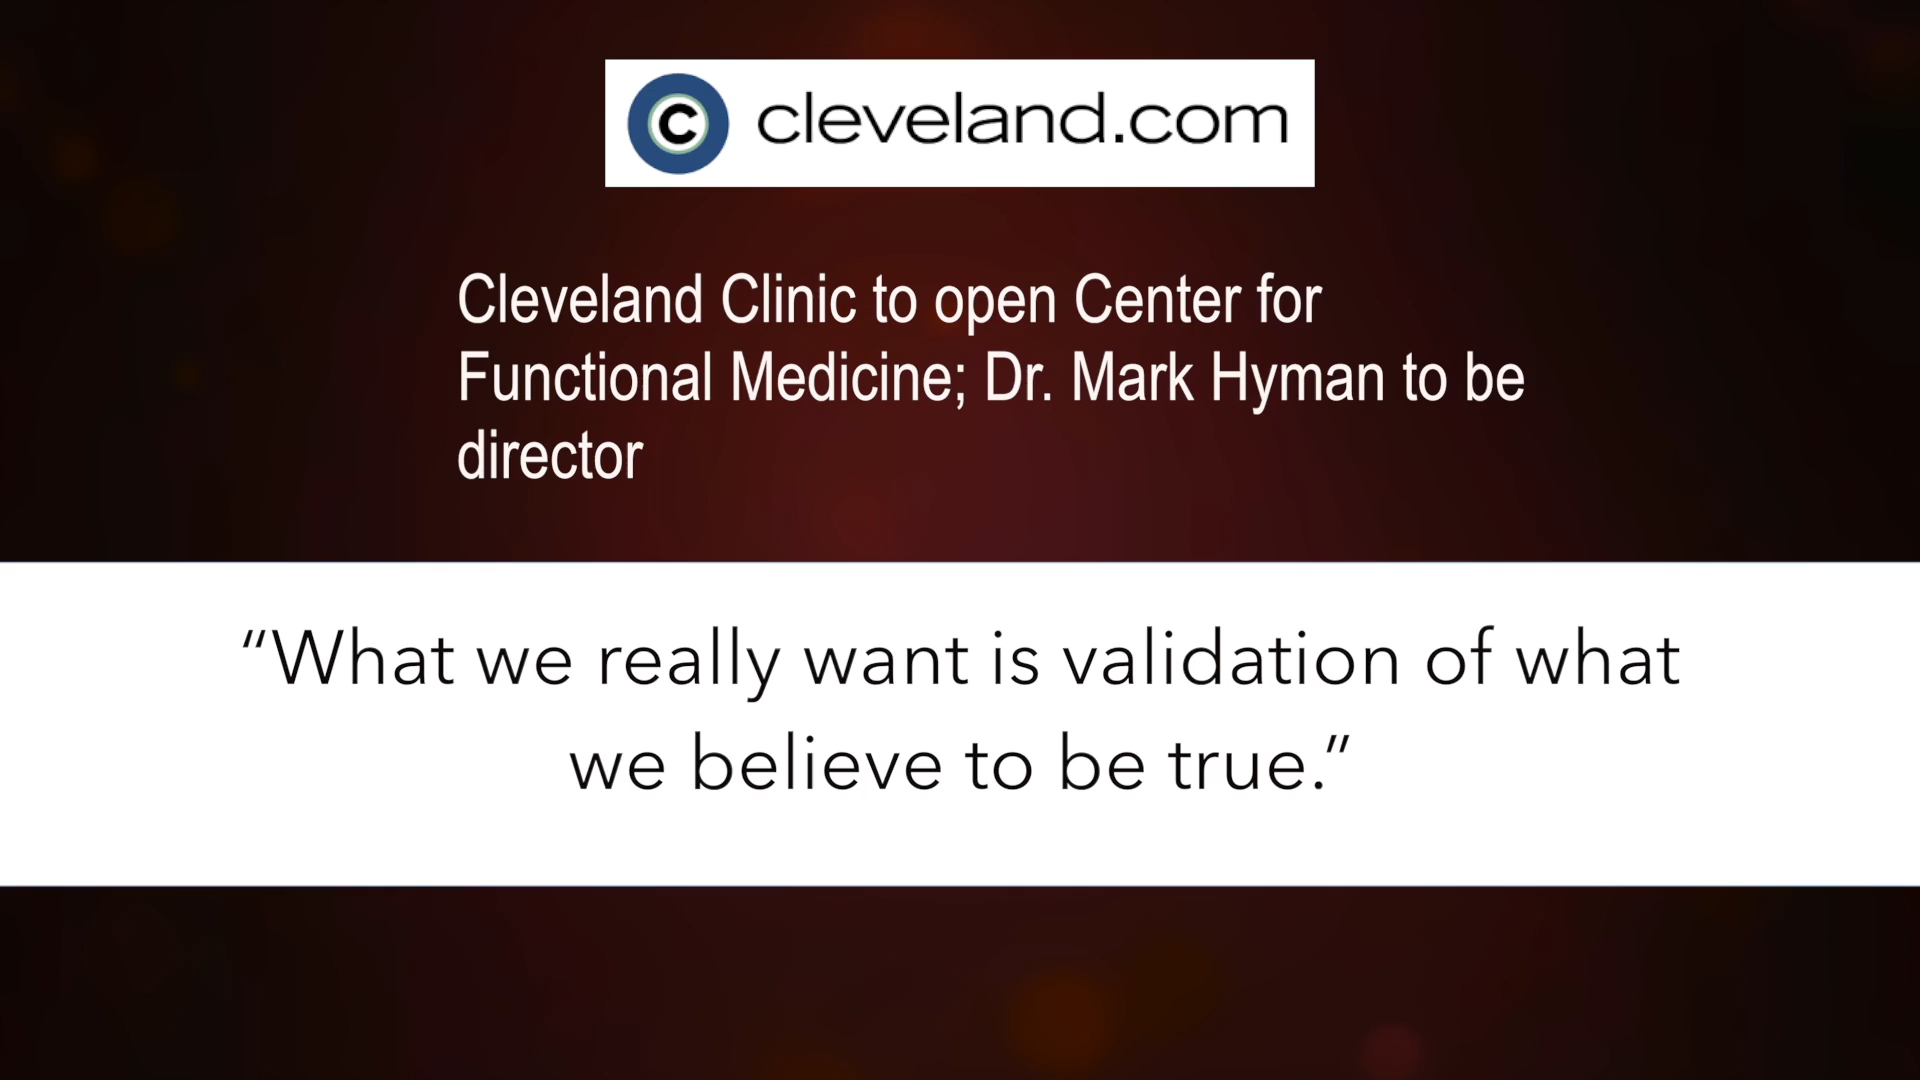 C cleveland.com
Cleveland Clinic to open Center for
Functional Medicine; Dr. Mark Hyman to be
director
“What we really want is validation of what
we believe to be true.”